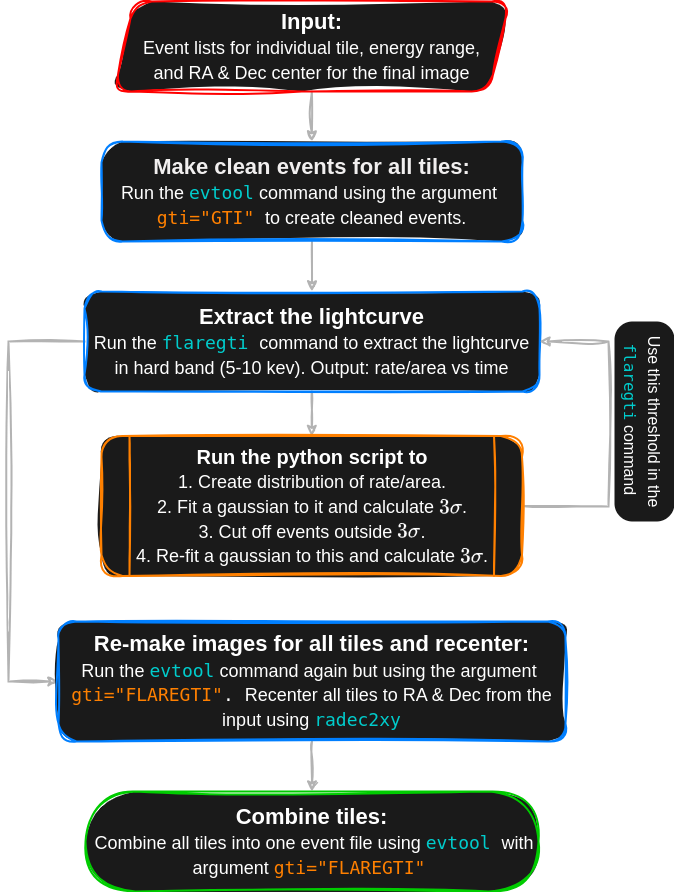 Input:
Event lists for individual tile, energy range,
and RA & Dec center for the final image
Make clean events for all tiles:
Run the evtool command using the argument
gti="GTI" to create cleaned events.
Extract the lightcurve
Run the flaregti command to extract the lightcurve
in hard band (5-10 kev). Output: rate/area vs time
Use this threshold in the
flaregti command
Run the python script to
1. Create distribution of rate/area.
2. Fit a gaussian to it and calculate 3σ.
3. Cut off events outside 3σ.
4. Re-fit a gaussian to this and calculate 3σ.
Re-make images for all tiles and recenter:
Run the evtool command again but using the argument
gti="FLAREGTI". Recenter all tiles to RA & Dec from the
input using radec2xy
Combine tiles:
Combine all tiles into one event file using evtool with
argument gti="FLAREGTI"